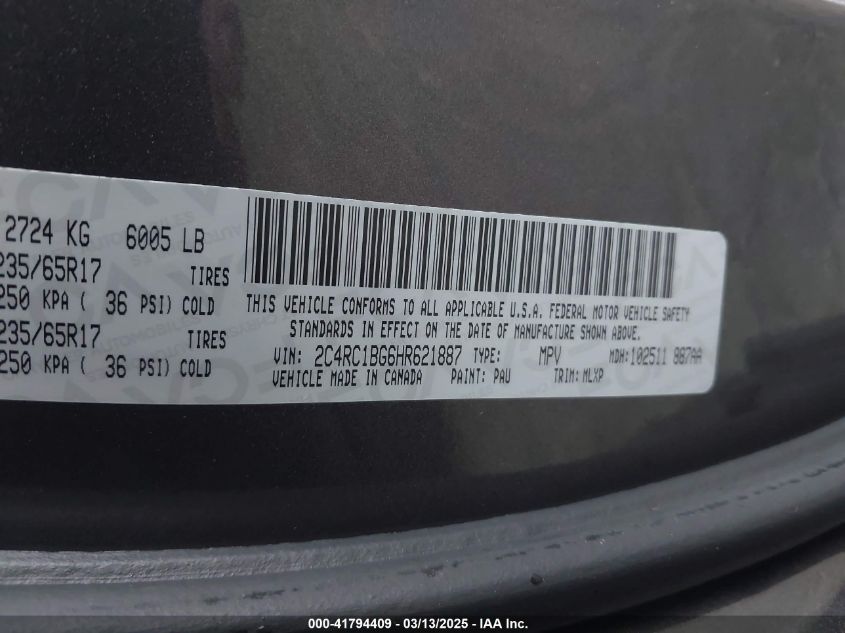 2724 KG 6005 LB
235/65R17 TIRES
250 KPA ( 36 PSI) COLD
235/65R17 TIRES
250 KPA ( 36 PSI) COLD
THIS VEHICLE CONFORMS TO ALL APPLICABLE U.S.A. FEDERAL MOTOR VEHICLE SAFETY
STANDARDS IN EFFECT ON THE DATE OF MANUFACTURE SHOWN ABOVE.
VIN: 2C4RC1BG6HR621887 TYPE: MPV MDH: 102511 887AA
VEHICLE MADE IN CANADA PAINT: PAU TRIM: MLXP
000-41794409 - 03/13/2025 - IAA Inc.